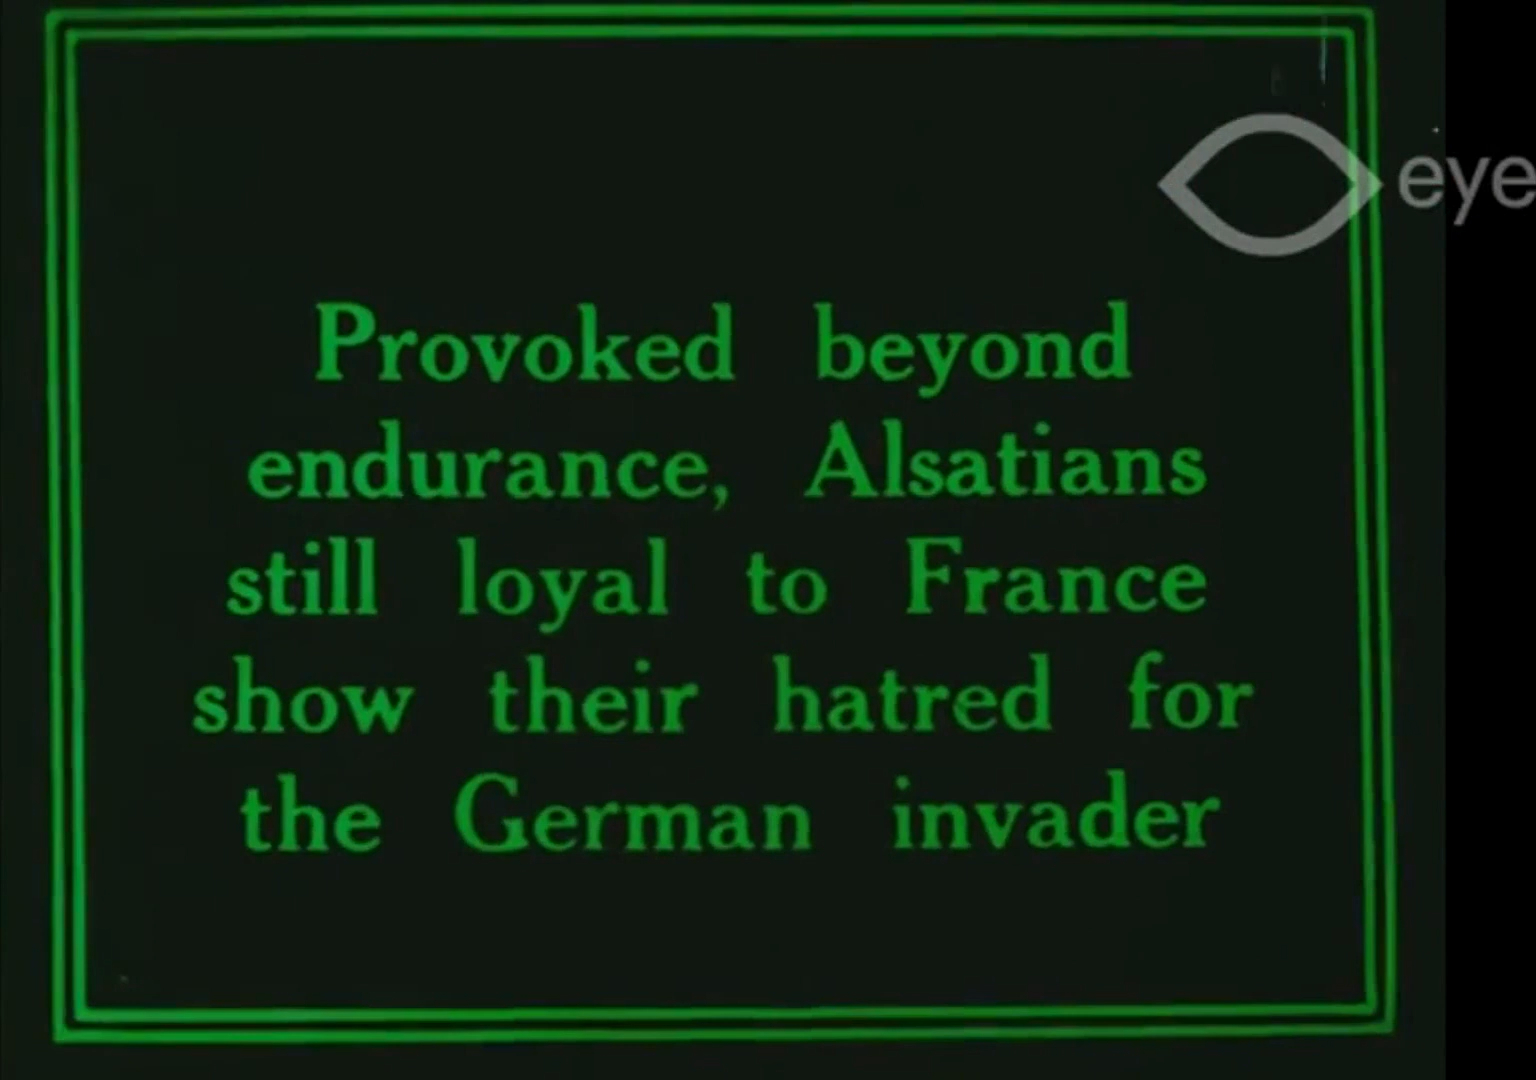 eye
Provoked beyond
endurance, Alsatians
still loyal to France
show their hatred for
the German invader